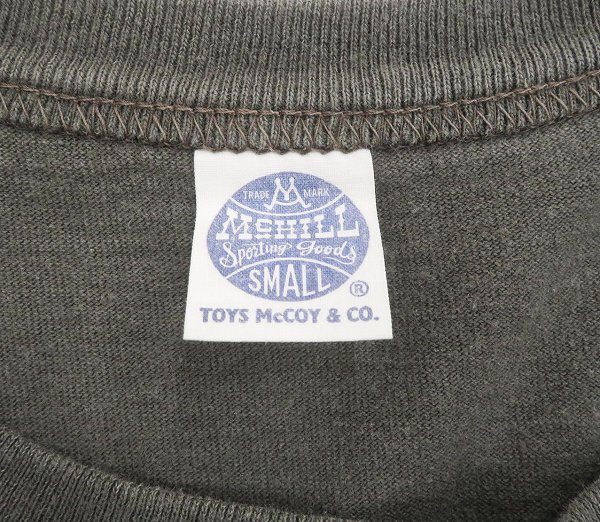 TRADE MARK
McHILL
Sporting Goods
SMALL ®
TOYS McCOY & CO.